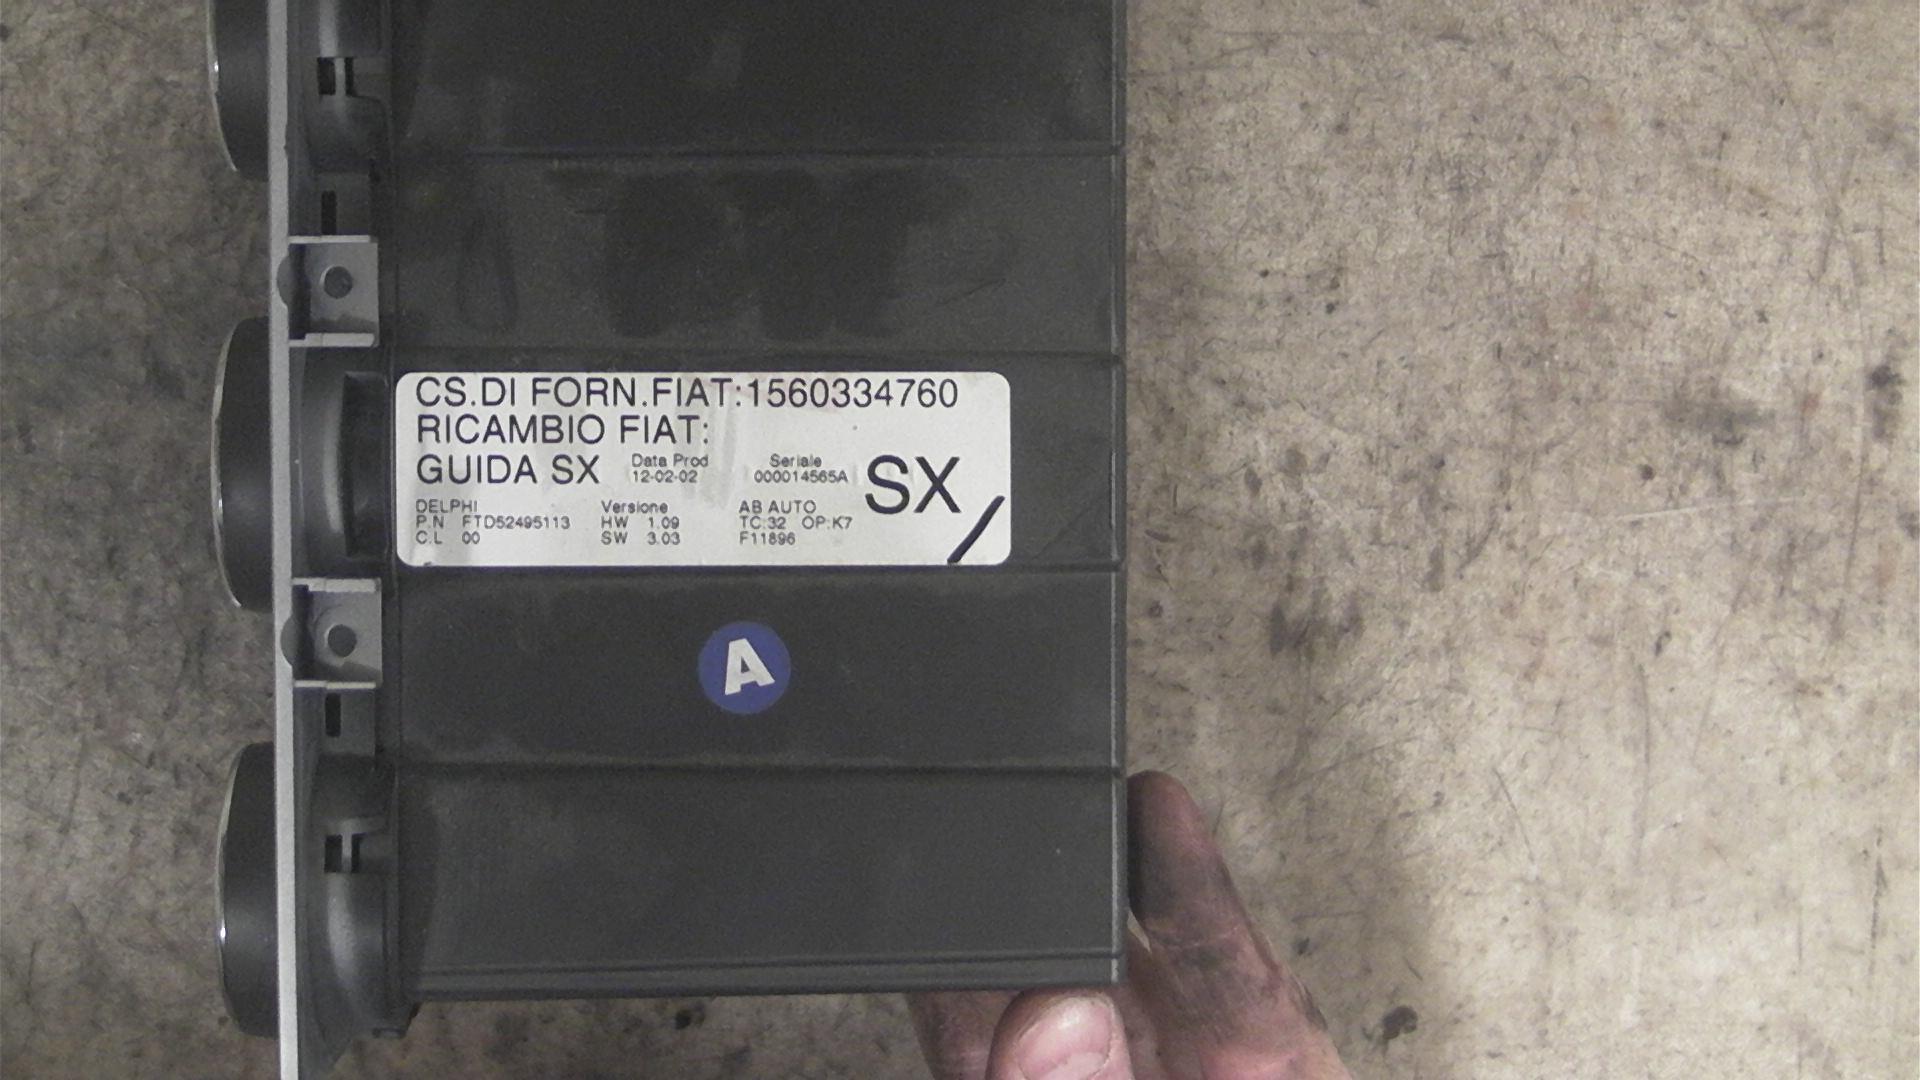 CS.DI FORN.FIAT:1560334760
RICAMBIO FIAT:
GUIDA SX Data Prod 12-02-02 Seriale 000014565A SX
DELPHI Versione AB AUTO
P.N FTD52495113 HW 1.09 TC:32 OP:K7
C.L 00 SW 3.03 F11896
A